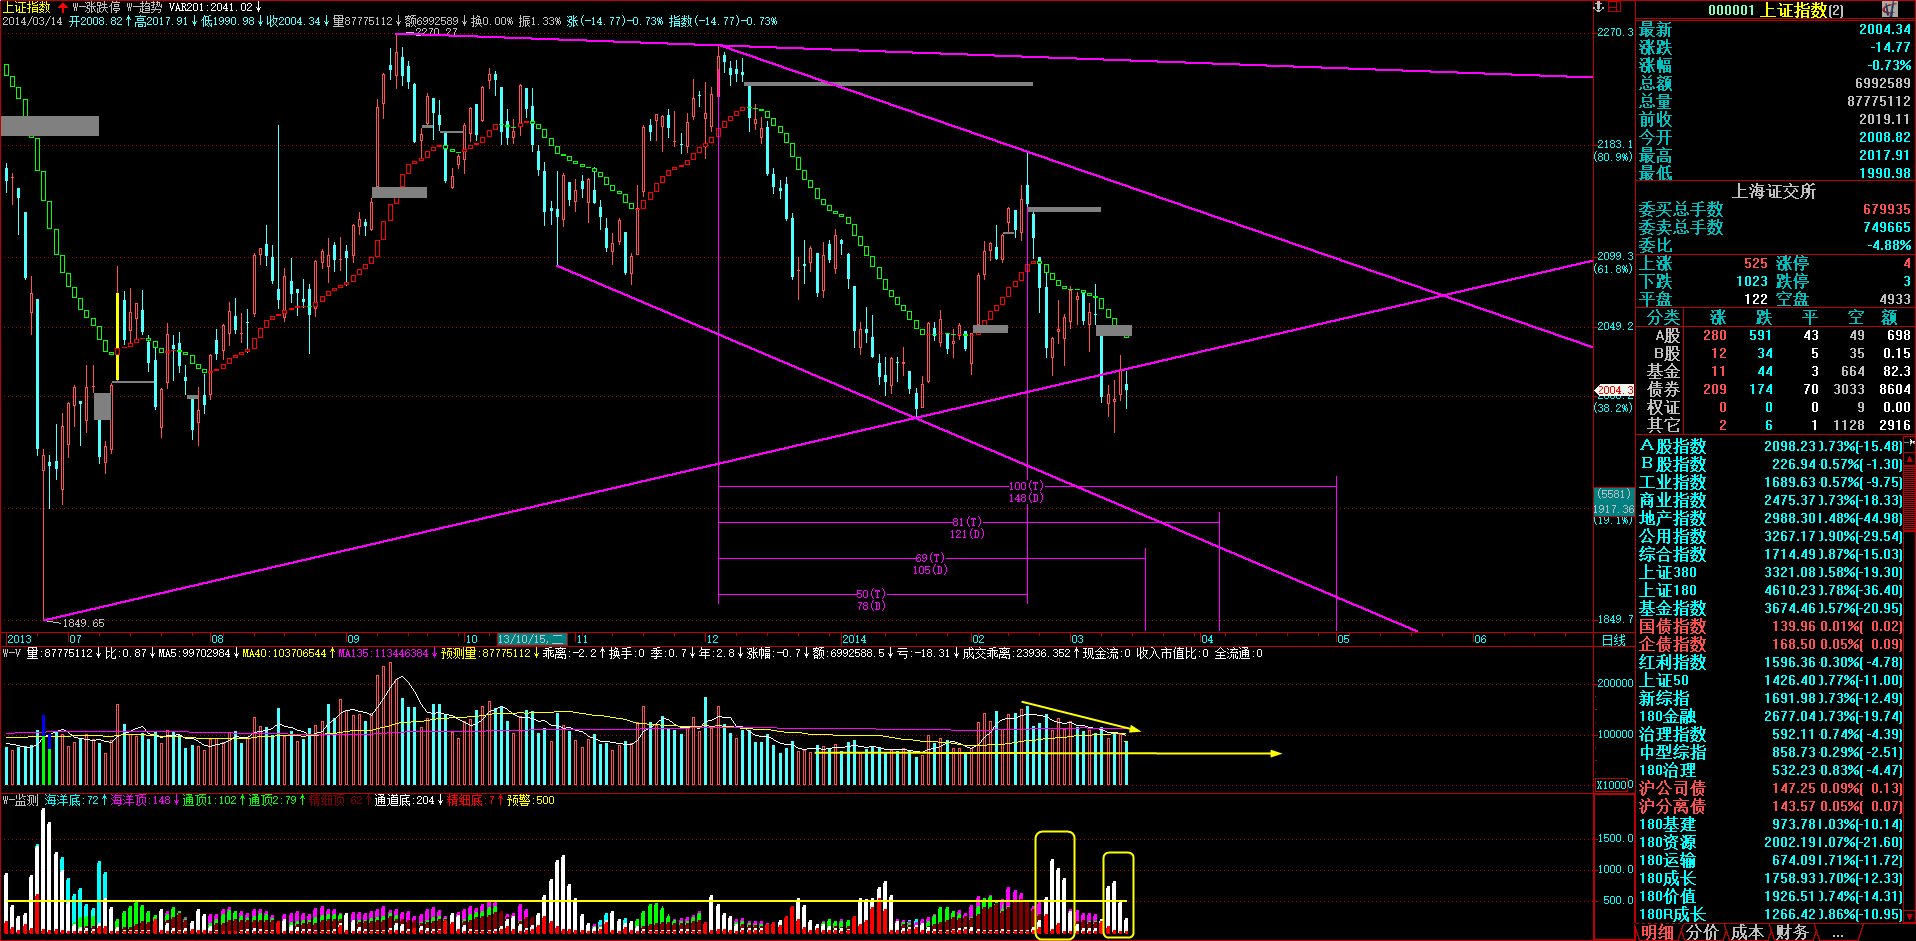 上证指数 ↑ W-涨跌停 W-趋势 VAR201:2041.02↓
2014/03/14 开2008.82↑高2017.91↓低1990.98↓收2004.34↓量87775112↓额6992589↓换0.00% 振1.33% 涨(-14.77)-0.73% 指数(-14.77)-0.73%
2270.27
1849.65
100(T)
148(D)
81(T)
121(D)
69(T)
105(D)
50(T)
78(D)
2270.3
2183.1
(80.9%)
2099.3
(61.8%)
2049.2
2004.3
(38.2%)
(5581)
1917.36
(19.1%)
1849.7
2013 07 08 09 10 13/10/15,二 11 12 2014 02 03 04 05 06 日线
W-V 量:87775112↓比:0.87↓MA5:99702984↓MA40:103706544↑MA135:113446384↓预测量:87775112↓乖离:-2.2↑换手:0 季:0.7↓年:2.8↓涨幅:-0.7↓额:6992588.5↓亏:-18.31↓成交乖离:23936.352↑现金流:0 收入市值比:0 全流通:0
200000
100000
X10000
W-监测 海洋底:72↑海洋顶:148↓通顶1:102↑通顶2:79↑精细顶:62↑通道底:204↓精细底:7↑预警:500
1500.0
1000.0
500.0
000001 上证指数(2)
最新 2004.34
涨跌 -14.77
涨幅 -0.73%
总额 6992589
总量 87775112
前收 2019.11
今开 2008.82
最高 2017.91
最低 1990.98
上海证交所
委买总手数 679935
委卖总手数 749665
委比 -4.88%
上涨 525 涨停 4
下跌 1023 跌停 3
平盘 122 空盘 4933
分类 涨 跌 平 空 额
A股 280 591 43 49 698
B股 12 34 5 35 0.15
基金 11 44 3 664 82.3
债券 209 174 70 3033 8604
权证 0 0 0 9 0.00
其它 2 6 1 1128 2916
A股指数 2098.23 0.73%(-15.48)
B股指数 226.94 0.57%( -1.30)
工业指数 1689.63 0.57%( -9.75)
商业指数 2475.37 0.73%(-18.33)
地产指数 2988.30 1.48%(-44.98)
公用指数 3267.17 0.90%(-29.54)
综合指数 1714.49 0.87%(-15.03)
上证380 3321.08 0.58%(-19.30)
上证180 4610.23 0.78%(-36.40)
基金指数 3674.46 0.57%(-20.95)
国债指数 139.96 0.01%( 0.02)
企债指数 168.50 0.05%( 0.09)
红利指数 1596.36 0.30%( -4.78)
上证50 1426.40 0.77%(-11.00)
新综指 1691.98 0.73%(-12.49)
180金融 2677.04 0.73%(-19.74)
治理指数 592.11 0.74%( -4.39)
中型综指 858.73 0.29%( -2.51)
180治理 532.23 0.83%( -4.47)
沪公司债 147.25 0.09%( 0.13)
沪分离债 143.57 0.05%( 0.07)
180基建 973.78 1.03%(-10.14)
180资源 2002.19 1.07%(-21.60)
180运输 674.09 1.71%(-11.72)
180成长 1758.93 0.70%(-12.33)
180价值 1926.51 0.74%(-14.31)
180R成长 1266.42 0.86%(-10.95)
明细 分价 成本 财务 ...